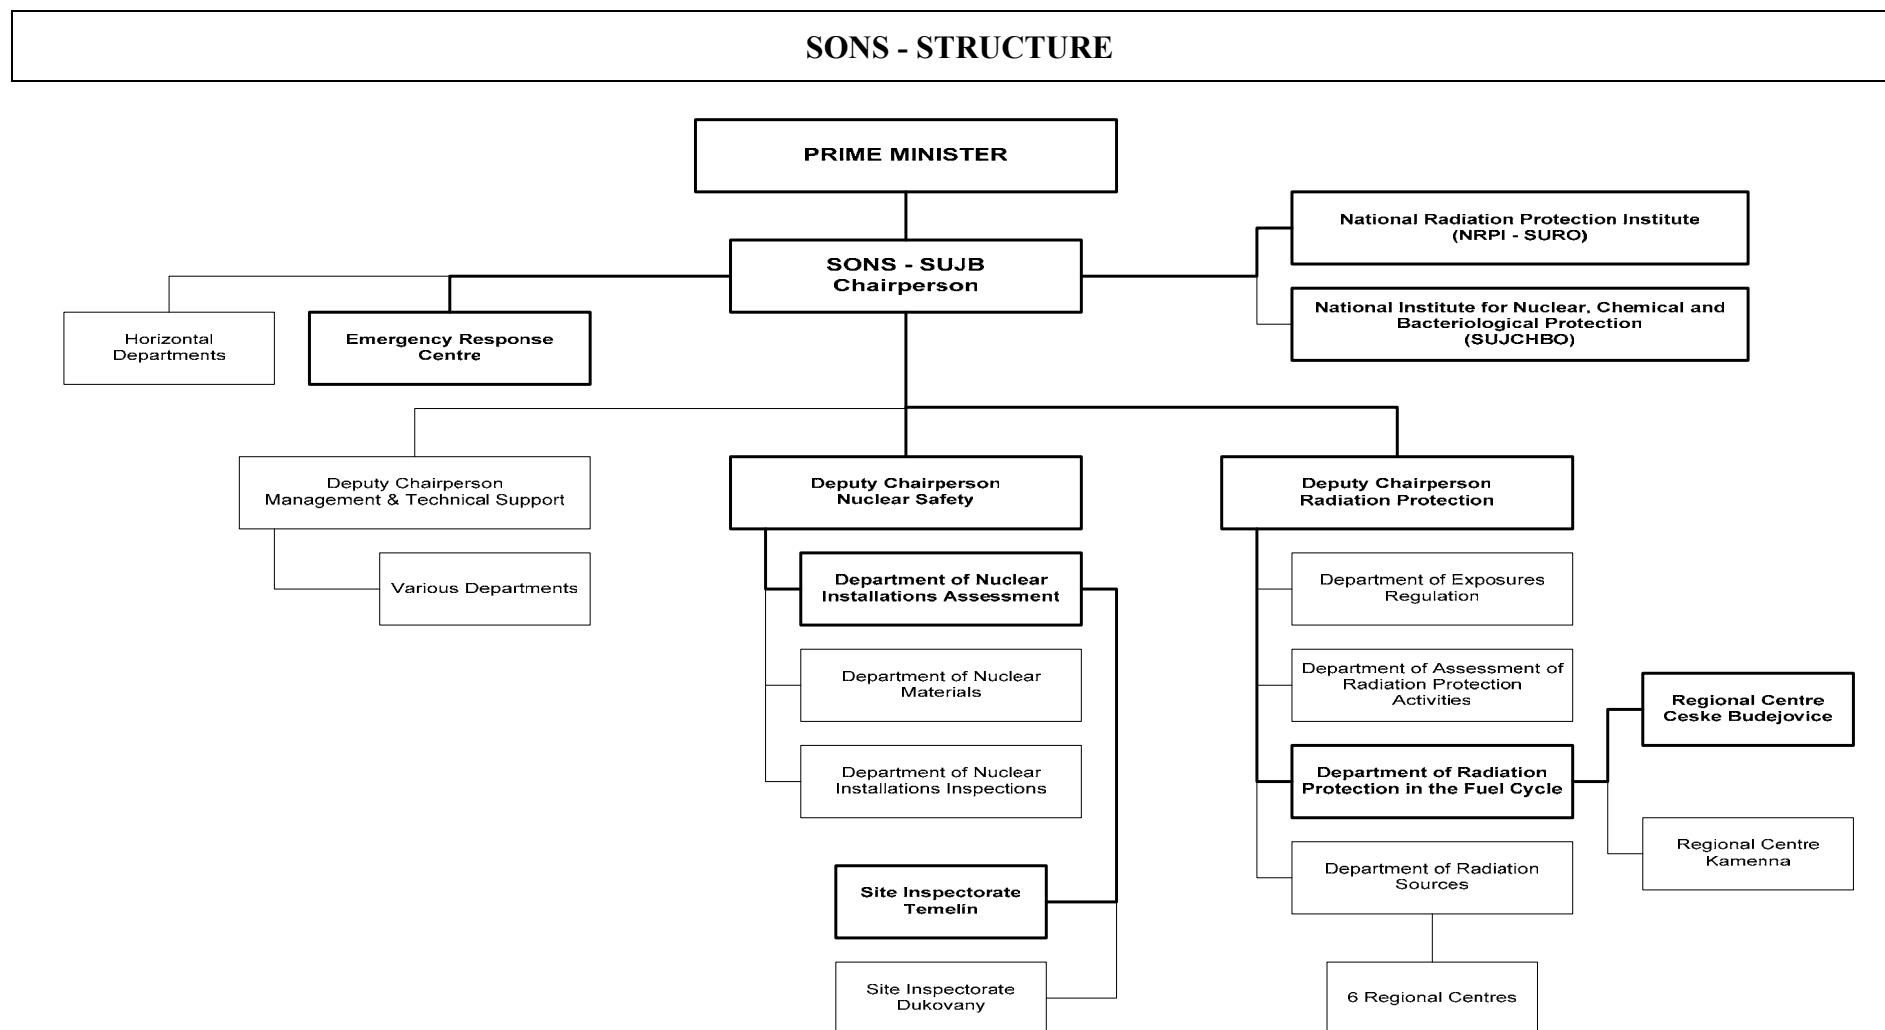 SONS - STRUCTURE
PRIME MINISTER
SONS - SUJB
Chairperson
National Radiation Protection Institute
(NRPI - SURO)
National Institute for Nuclear, Chemical and
Bacteriological Protection
(SUJCHBO)
Horizontal
Departments
Emergency Response
Centre
Deputy Chairperson
Management & Technical Support
Various Departments
Deputy Chairperson
Nuclear Safety
Department of Nuclear
Installations Assessment
Department of Nuclear
Materials
Department of Nuclear
Installations Inspections
Site Inspectorate
Temelín
Site Inspectorate
Dukovany
Deputy Chairperson
Radiation Protection
Department of Exposures
Regulation
Department of Assessment of
Radiation Protection
Activities
Department of Radiation
Protection in the Fuel Cycle
Department of Radiation
Sources
6 Regional Centres
Regional Centre
Ceske Budejovice
Regional Centre
Kamenna